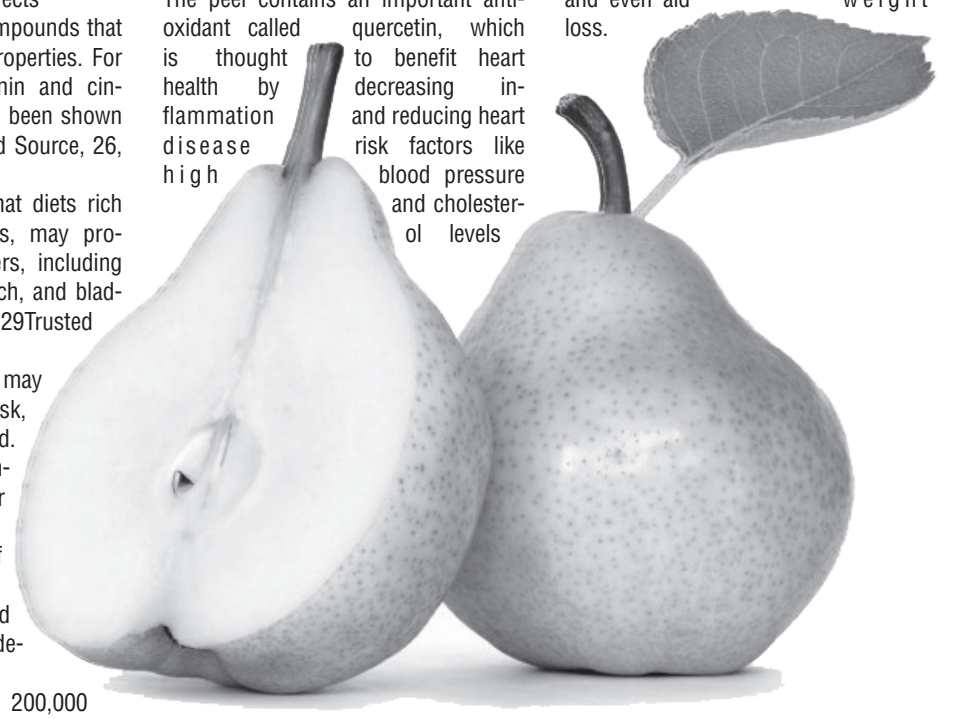 mpounds that
roperties. For
nin and cin-
been shown
d Source, 26,
hat diets rich
s, may pro-
ers, including
ch, and blad-
29Trusted
may
sk,
d.
n-
r
f
d
de-
200,000
The peel contains an important anti-
oxidant called quercetin, which
is thought to benefit heart
health by decreasing in-
flammation and reducing heart
disease risk factors like
high blood pressure
and cholester-
ol levels
and even aid weight
loss.